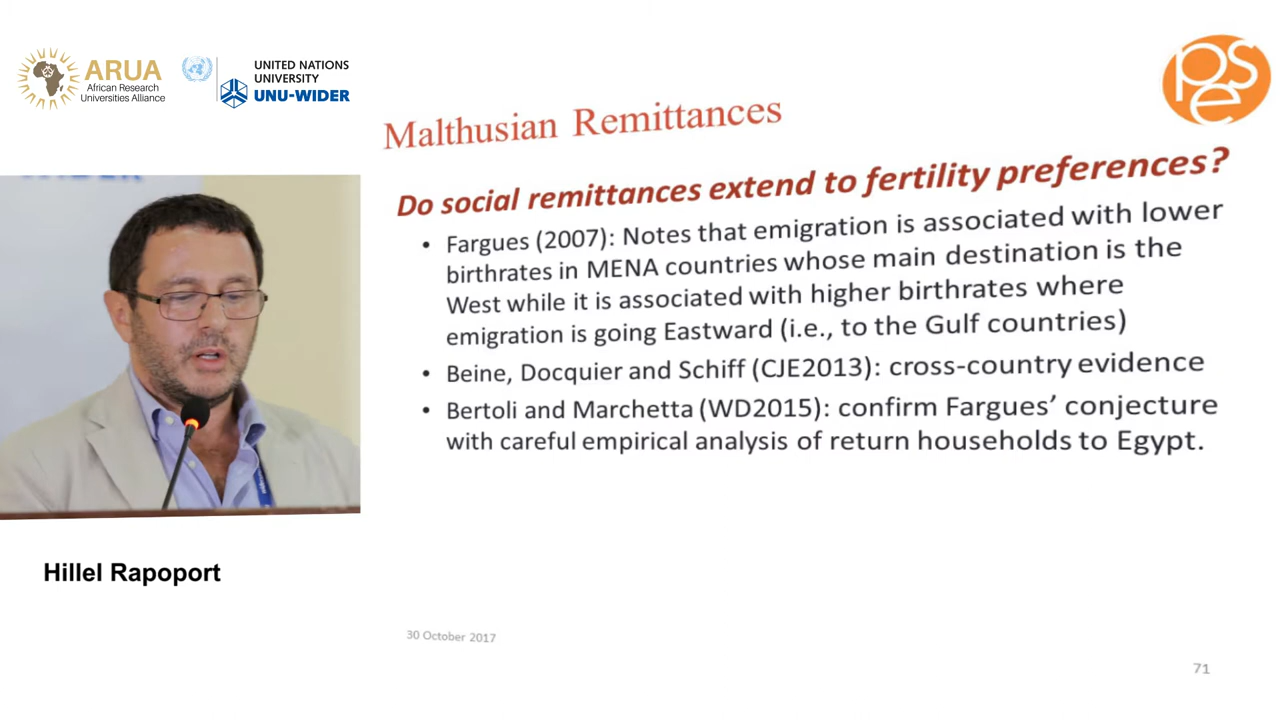 ARUA
African Research
Universities Alliance
UNITED NATIONS
UNIVERSITY
UNU-WIDER
pse
Malthusian Remittances
Do social remittances extend to fertility preferences?
• Fargues (2007): Notes that emigration is associated with lower
birthrates in MENA countries whose main destination is the
West while it is associated with higher birthrates where
emigration is going Eastward (i.e., to the Gulf countries)
• Beine, Docquier and Schiff (CJE2013): cross-country evidence
• Bertoli and Marchetta (WD2015): confirm Fargues’ conjecture
with careful empirical analysis of return households to Egypt.
Hillel Rapoport
30 October 2017
71